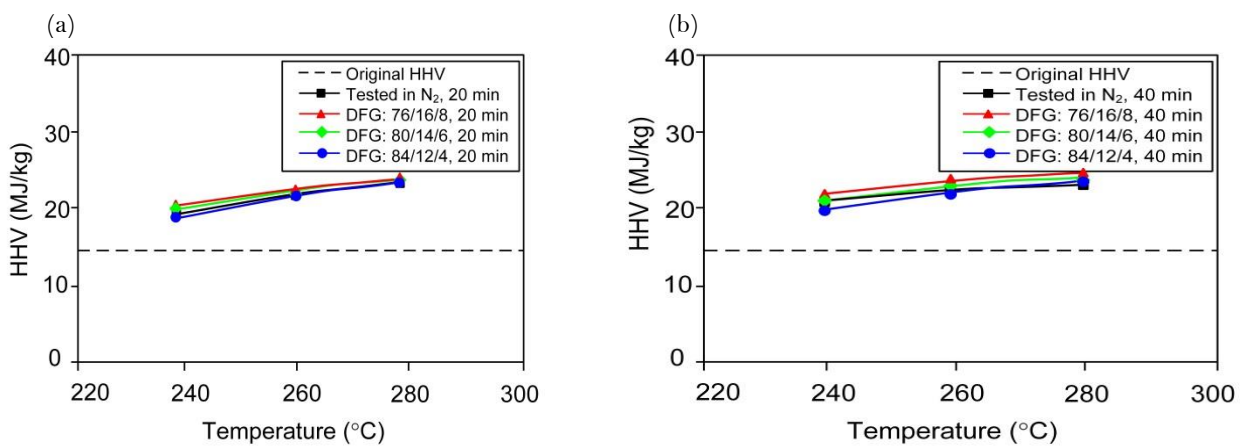 (a)
HHV (MJ/kg)
40
30
20
10
0
220
240
260
280
300
Temperature (°C)
Original HHV
Tested in N₂, 20 min
DFG: 76/16/8, 20 min
DFG: 80/14/6, 20 min
DFG: 84/12/4, 20 min
(b)
HHV (MJ/kg)
40
30
20
10
0
220
240
260
280
300
Temperature (°C)
Original HHV
Tested in N₂, 40 min
DFG: 76/16/8, 40 min
DFG: 80/14/6, 40 min
DFG: 84/12/4, 40 min